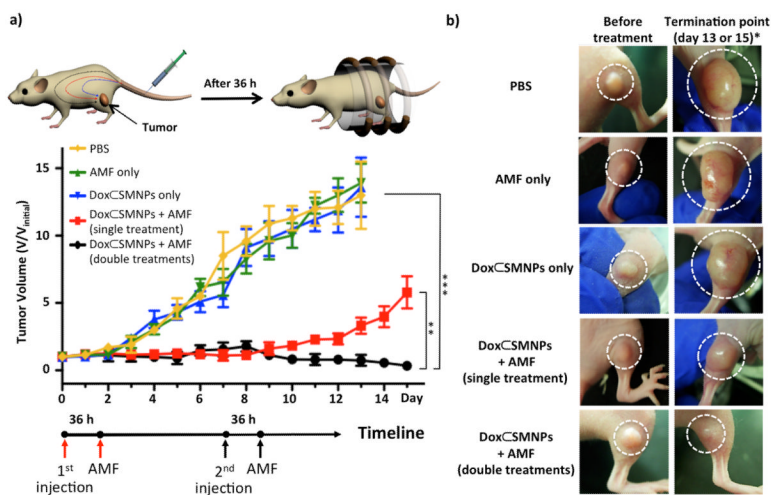 a)
After 36 h
Tumor
PBS
AMF only
Dox⊂SMNPs only
Dox⊂SMNPs + AMF
(single treatment)
Dox⊂SMNPs + AMF
(double treatments)
Tumor Volume (V/Vinitial)
15
10
5
0
***
**
0 2 4 6 8 10 12 14 Day
36 h 36 h
Timeline
1st
injection
AMF
2nd
injection
AMF
b)
Before
treatment
Termination point
(day 13 or 15)*
PBS
AMF only
Dox⊂SMNPs only
Dox⊂SMNPs
+ AMF
(single treatment)
Dox⊂SMNPs
+ AMF
(double treatments)